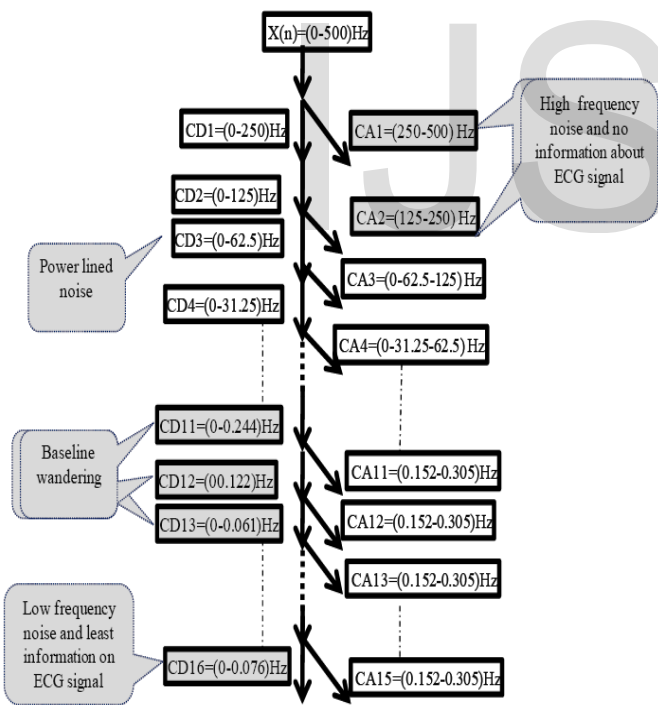 X(n)=(0-500)Hz
IJS
CD1=(0-250)Hz
CA1=(250-500) Hz
High frequency
noise and no
information about
ECG signal
CD2=(0-125)Hz
CA2=(125-250) Hz
CD3=(0-62.5)Hz
Power lined
noise
CA3=(0-62.5-125) Hz
CD4=(0-31.25)Hz
CA4=(0-31.25-62.5) Hz
CD11=(0-0.244)Hz
Baseline
wandering
CA11=(0.152-0.305)Hz
CD12=(00.122)Hz
CD13=(0-0.061)Hz
CA12=(0.152-0.305)Hz
CA13=(0.152-0.305)Hz
Low frequency
noise and least
information on
ECG signal
CD16=(0-0.076)Hz
CA15=(0.152-0.305)Hz